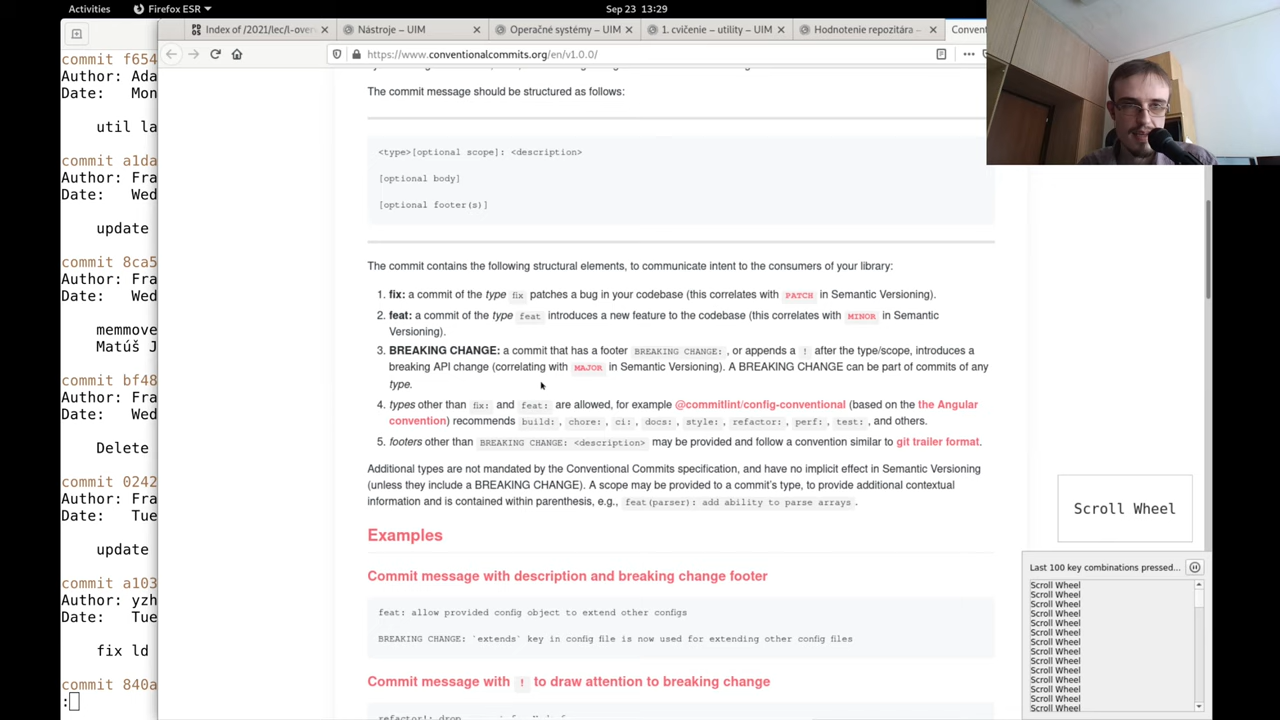 Activities
Firefox ESR
Sep 23 13:29
Index of /2021/lec/l-over
Nástroje – UIM
Operačné systémy – UIM
1. cvičenie – utility – UIM
Hodnotenie repozitára –
Convent
https://www.conventionalcommits.org/en/v1.0.0/
commit f654
Author: Ada
Date: Mon
util la
commit a1da
Author: Fra
Date: Wed
update
commit 8ca5
Author: Fra
Date: Wed
memmove
Matúš J
commit bf48
Author: Fra
Date: Wed
Delete
commit 0242
Author: Fra
Date: Tue
update
commit a103
Author: yzh
Date: Tue
fix ld
commit 840a
:
The commit message should be structured as follows:
<type>[optional scope]: <description>
[optional body]
[optional footer(s)]
The commit contains the following structural elements, to communicate intent to the consumers of your library:
1. fix: a commit of the type fix patches a bug in your codebase (this correlates with PATCH in Semantic Versioning).
2. feat: a commit of the type feat introduces a new feature to the codebase (this correlates with MINOR in Semantic
Versioning).
3. BREAKING CHANGE: a commit that has a footer BREAKING CHANGE: , or appends a ! after the type/scope, introduces a
breaking API change (correlating with MAJOR in Semantic Versioning). A BREAKING CHANGE can be part of commits of any
type.
4. types other than fix: and feat: are allowed, for example @commitlint/config-conventional (based on the the Angular
convention) recommends build: , chore: , ci: , docs: , style: , refactor: , perf: , test: , and others.
5. footers other than BREAKING CHANGE: <description> may be provided and follow a convention similar to git trailer format.
Additional types are not mandated by the Conventional Commits specification, and have no implicit effect in Semantic Versioning
(unless they include a BREAKING CHANGE). A scope may be provided to a commit's type, to provide additional contextual
information and is contained within parenthesis, e.g., feat(parser): add ability to parse arrays .
Examples
Commit message with description and breaking change footer
feat: allow provided config object to extend other configs
BREAKING CHANGE: `extends` key in config file is now used for extending other config files
Commit message with ! to draw attention to breaking change
refactor!: drop
Scroll Wheel
Last 100 key combinations pressed...
Scroll Wheel
Scroll Wheel
Scroll Wheel
Scroll Wheel
Scroll Wheel
Scroll Wheel
Scroll Wheel
Scroll Wheel
Scroll Wheel
Scroll Wheel
Scroll Wheel
Scroll Wheel
Scroll Wheel
Scroll Wheel